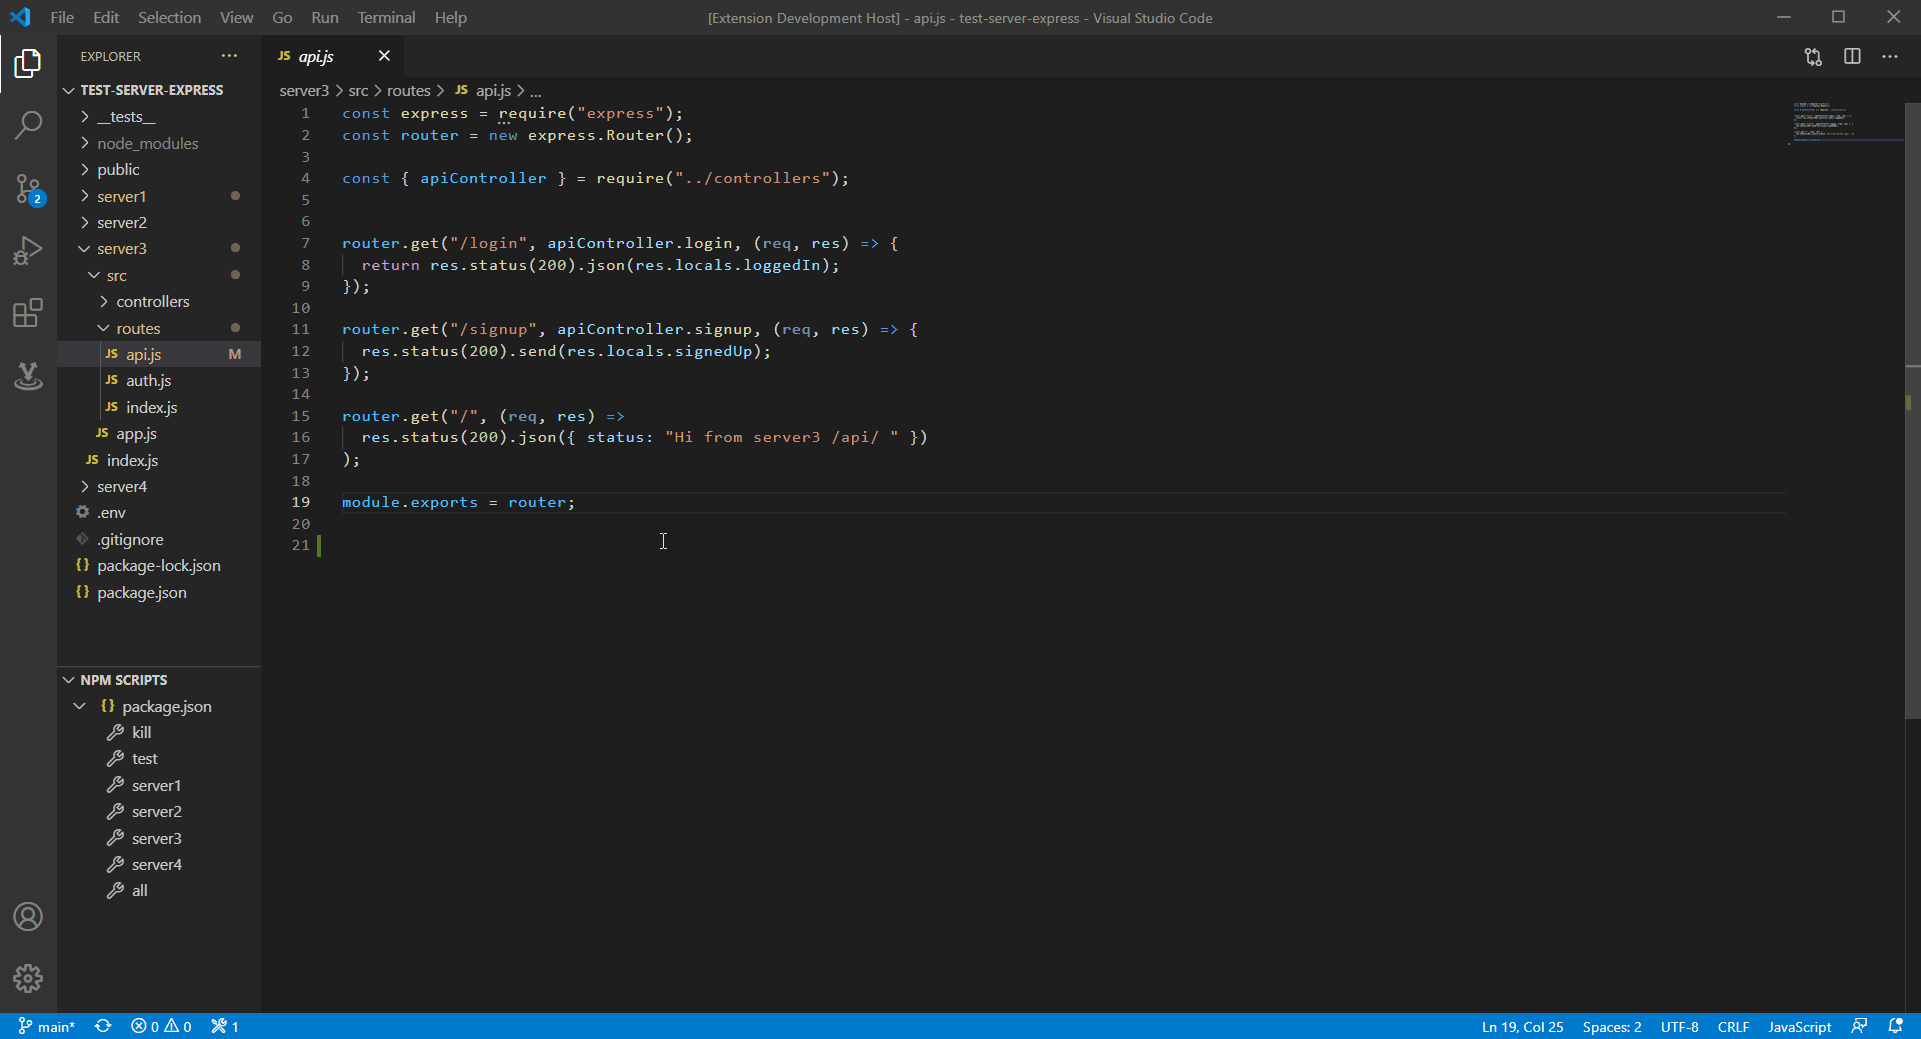 File Edit Selection View Go Run Terminal Help
[Extension Development Host] - api.js - test-server-express - Visual Studio Code
EXPLORER ···
TEST-SERVER-EXPRESS
__tests__
node_modules
public
server1
server2
server3
src
controllers
routes
JS api.js M
JS auth.js
JS index.js
JS app.js
JS index.js
server4
.env
.gitignore
{} package-lock.json
{} package.json
NPM SCRIPTS
{} package.json
kill
test
server1
server2
server3
server4
all
2
JS api.js
server3 > src > routes > JS api.js > ...
1 const express = require("express");
2 const router = new express.Router();
3
4 const { apiController } = require("../controllers");
5
6
7 router.get("/login", apiController.login, (req, res) => {
8 return res.status(200).json(res.locals.loggedIn);
9 });
10
11 router.get("/signup", apiController.signup, (req, res) => {
12 res.status(200).send(res.locals.signedUp);
13 });
14
15 router.get("/", (req, res) =>
16 res.status(200).json({ status: "Hi from server3 /api/ " })
17 );
18
19 module.exports = router;
20
21
main* 0 0 1
Ln 19, Col 25 Spaces: 2 UTF-8 CRLF JavaScript